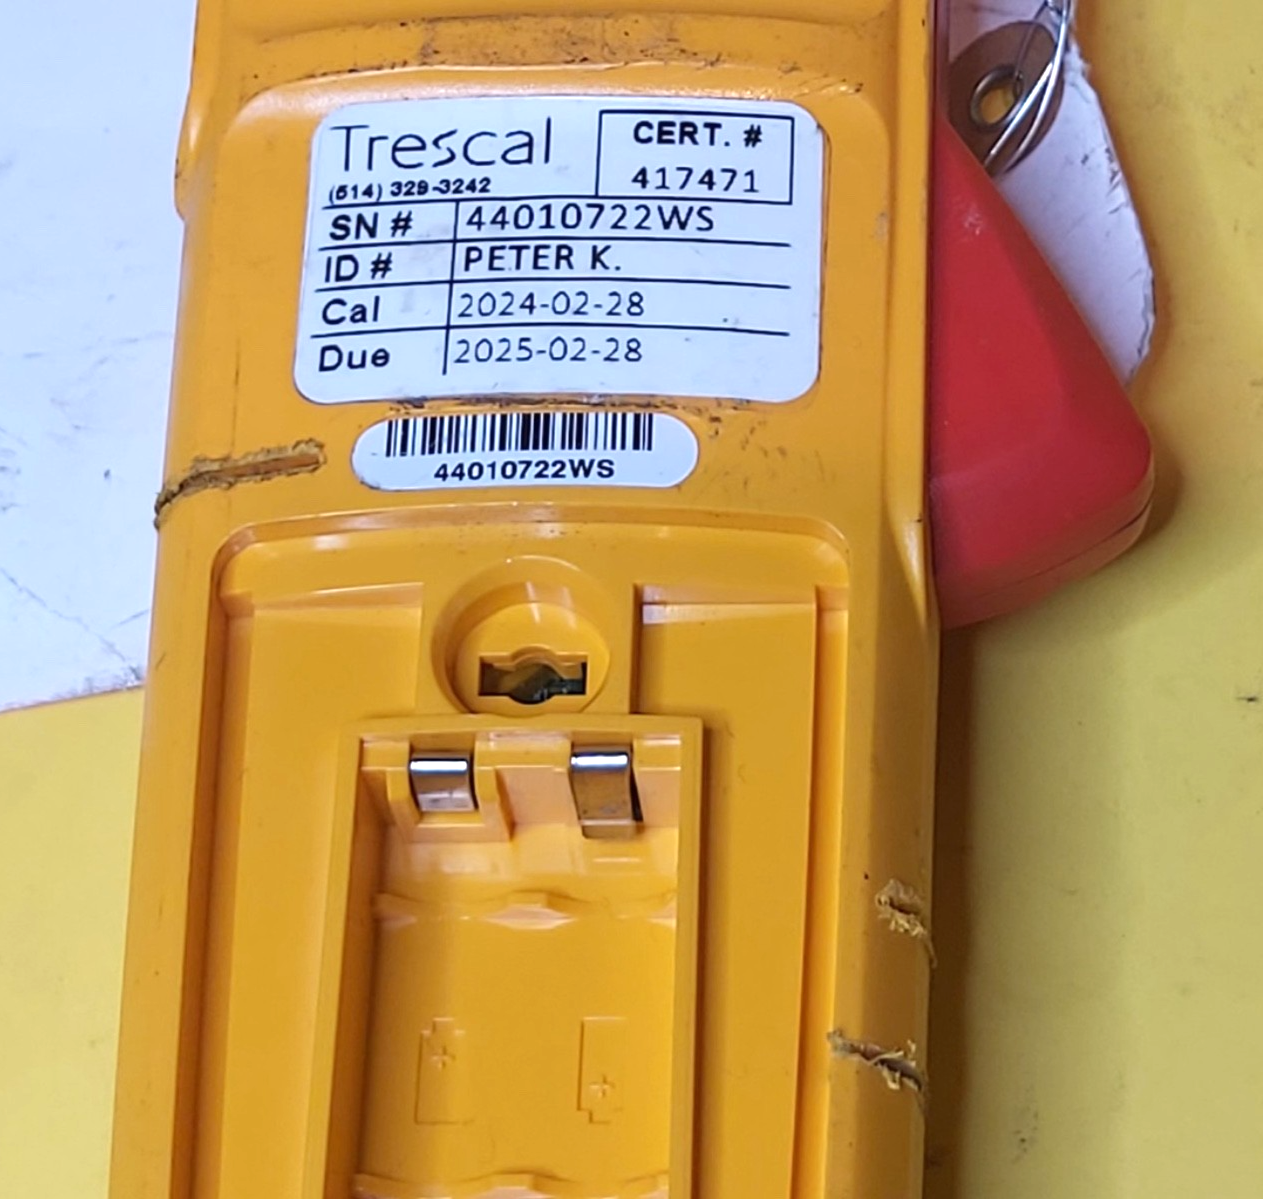 Trescal
(514) 329-3242
CERT. #
417471
SN # 44010722WS
ID # PETER K.
Cal 2024-02-28
Due 2025-02-28
44010722WS
+ +